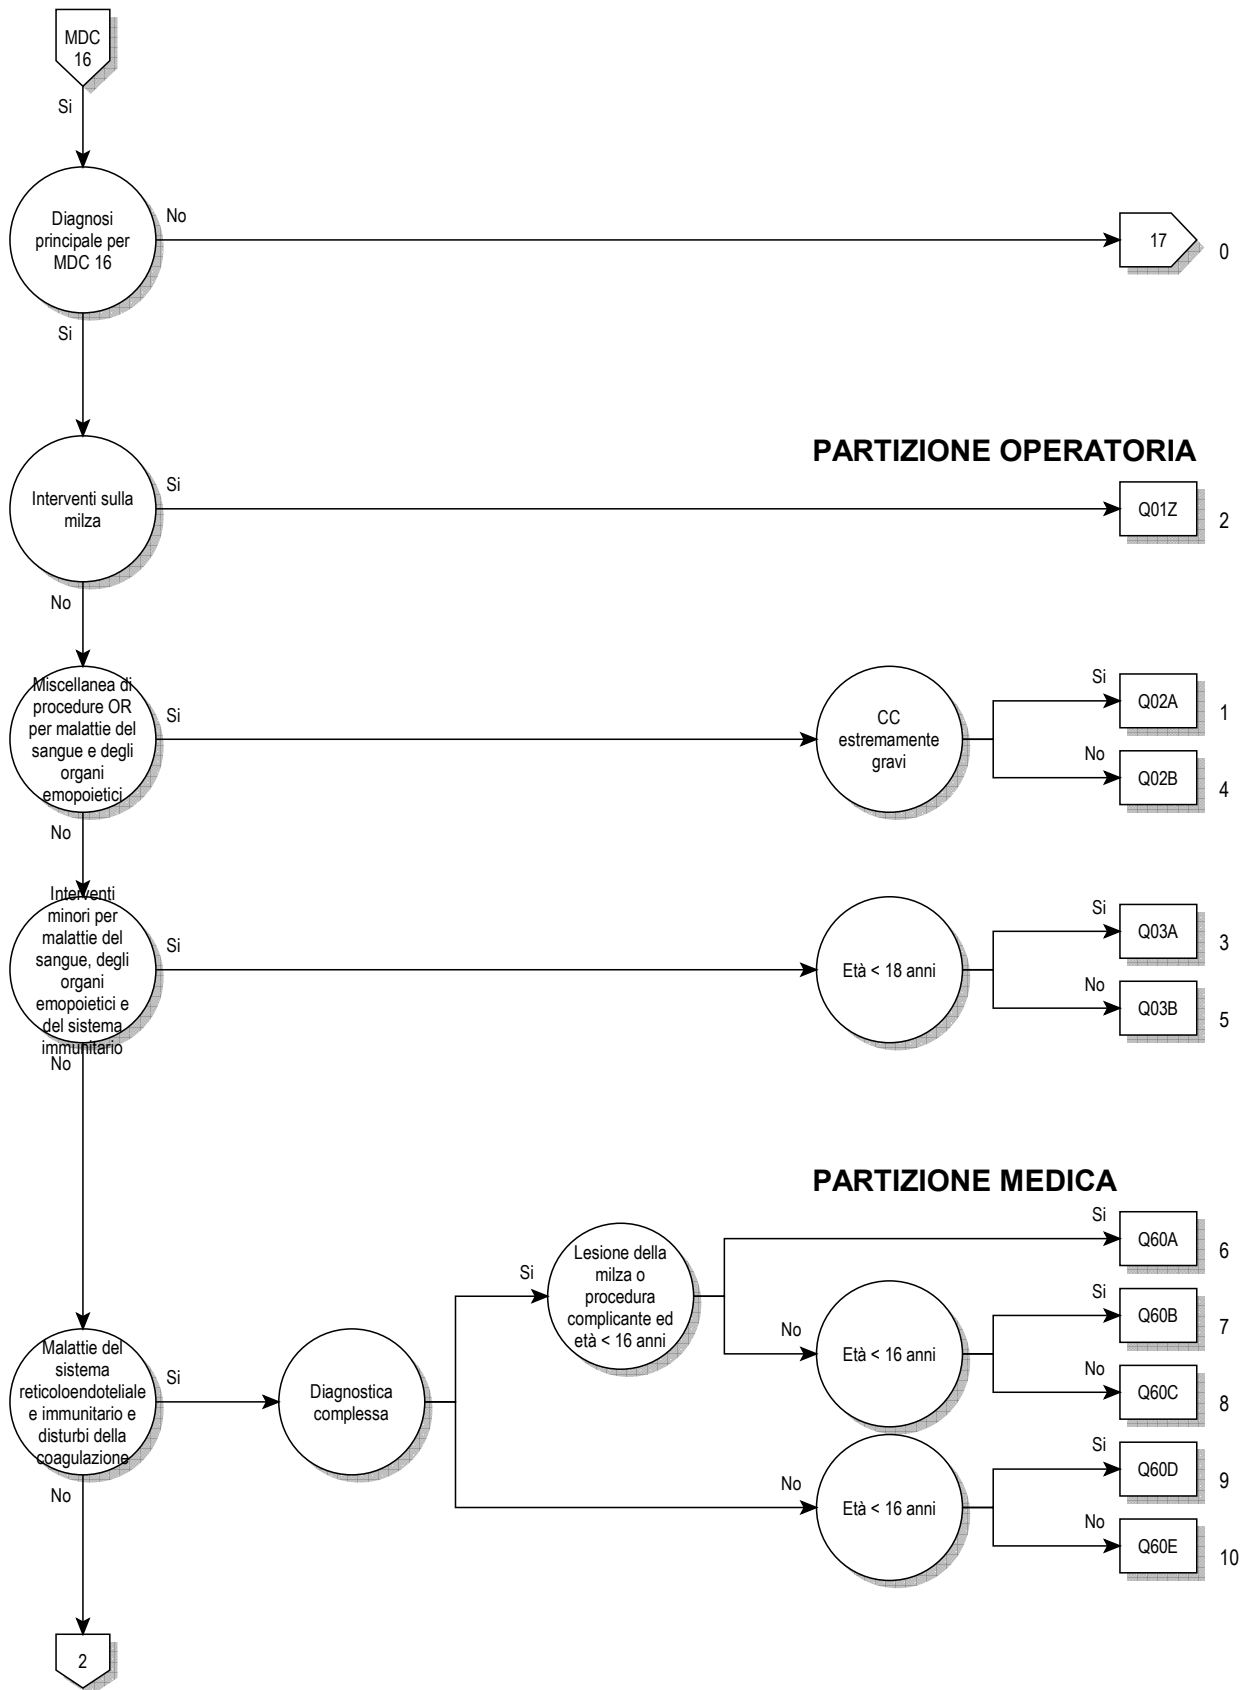 MDC
16
Si
Diagnosi
principale per
MDC 16
No
17
0
Si
PARTIZIONE OPERATORIA
Interventi sulla
milza
Si
Q01Z
2
No
Miscellanea di
procedure OR
per malattie del
sangue e degli
organi
emopoietici
Si
CC
estremamente
gravi
Si
Q02A
1
No
Q02B
4
No
Interventi
minori per
malattie del
sangue, degli
organi
emopoietici e
del sistema
immunitario
Si
Età < 18 anni
Si
Q03A
3
No
Q03B
5
No
PARTIZIONE MEDICA
Malattie del
sistema
reticoloendoteliale
e immunitario e
disturbi della
coagulazione
Si
Diagnostica
complessa
Si
Lesione della
milza o
procedura
complicante ed
età < 16 anni
Si
Q60A
6
No
Età < 16 anni
Si
Q60B
7
No
Q60C
8
No
Età < 16 anni
Si
Q60D
9
No
Q60E
10
No
2